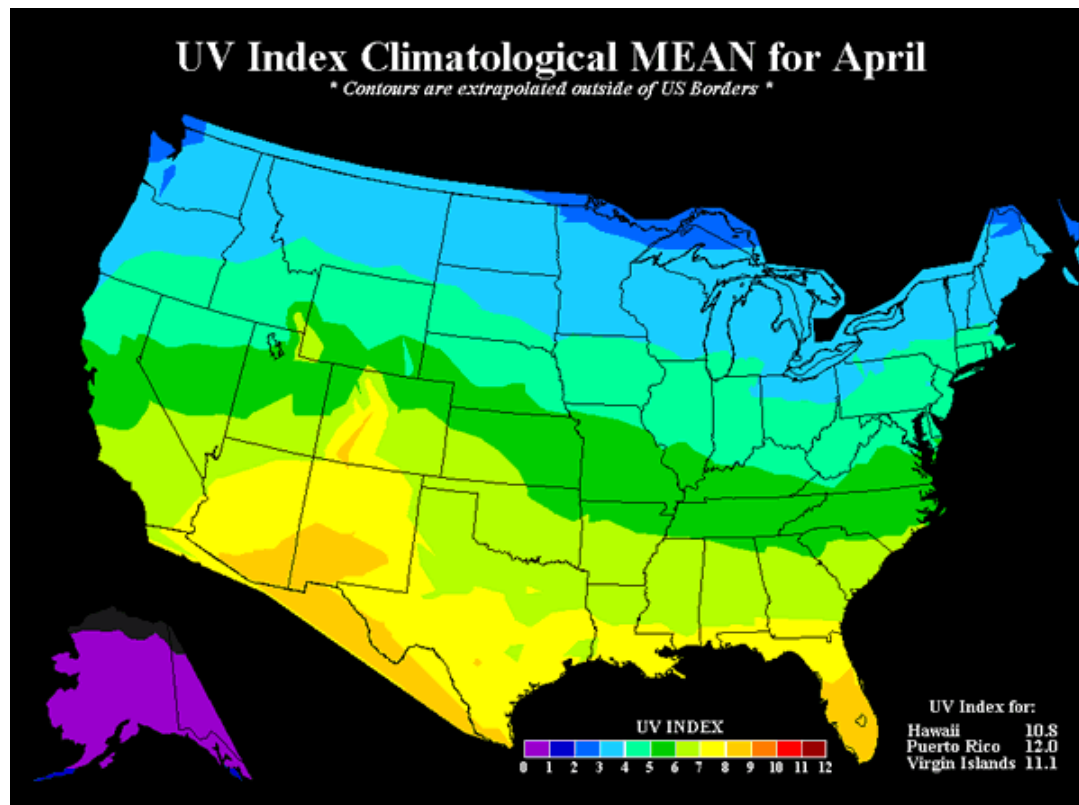 UV Index Climatological MEAN for April
* Contours are extrapolated outside of US Borders *
UV INDEX
0 1 2 3 4 5 6 7 8 9 10 11 12
UV Index for:
Hawaii 10.8
Puerto Rico 12.0
Virgin Islands 11.1